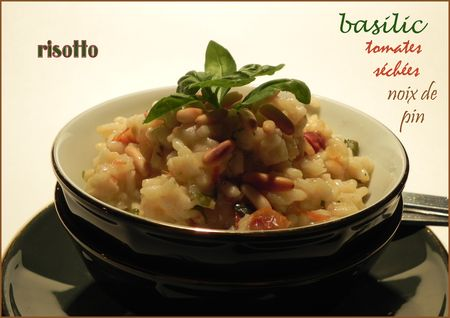 risotto
basilic
tomates
séchées
noix de
pin